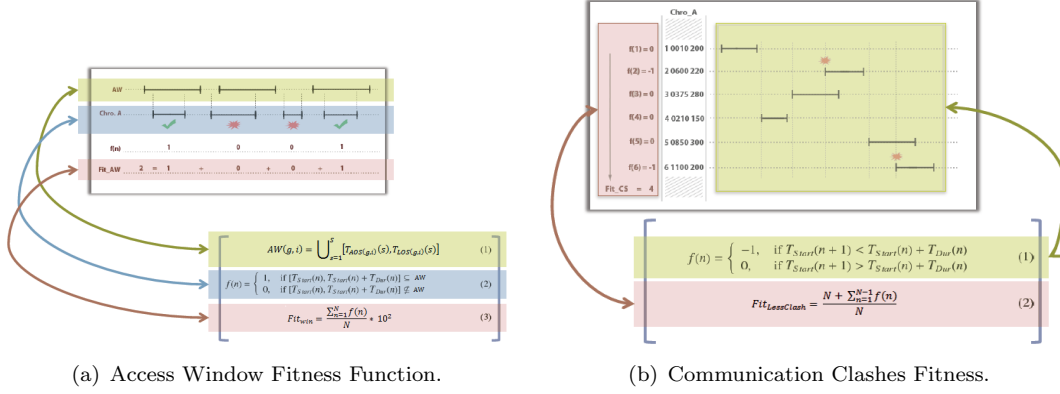 AW
Chro_A
f(n) 1 0 0 1
Fit_AW 2 = 1 + 0 + 0 + 1
AW(g,i) = ⋃_{s=1}^{S}[T_{AOS(g,i)}(s),T_{LOS(g,i)}(s)] (1)
f(n) = { 1, if [T_{Start}(n), T_{Start}(n) + T_{Dur}(n)] ⊆ AW
0, if [T_{Start}(n), T_{Start}(n) + T_{Dur}(n)] ∉ AW (2)
Fit_{win} = \frac{∑_{n=1}^{N} f(n)}{N} * 10^2 (3)
(a) Access Window Fitness Function.
Chro_A
f(1) = 0 1 0010 200
f(2) = -1 2 0600 220
f(3) = 0 3 0375 280
f(4) = 0 4 0210 150
f(5) = 0 5 0850 300
f(6) = -1 6 1100 200
Fit_CS = 4
f(n) = { −1, if T_{Start}(n + 1) < T_{Start}(n) + T_{Dur}(n)
0, if T_{Start}(n + 1) > T_{Start}(n) + T_{Dur}(n) (1)
Fit_{LessClash} = \frac{N + ∑_{n=1}^{N−1} f(n)}{N} (2)
(b) Communication Clashes Fitness.